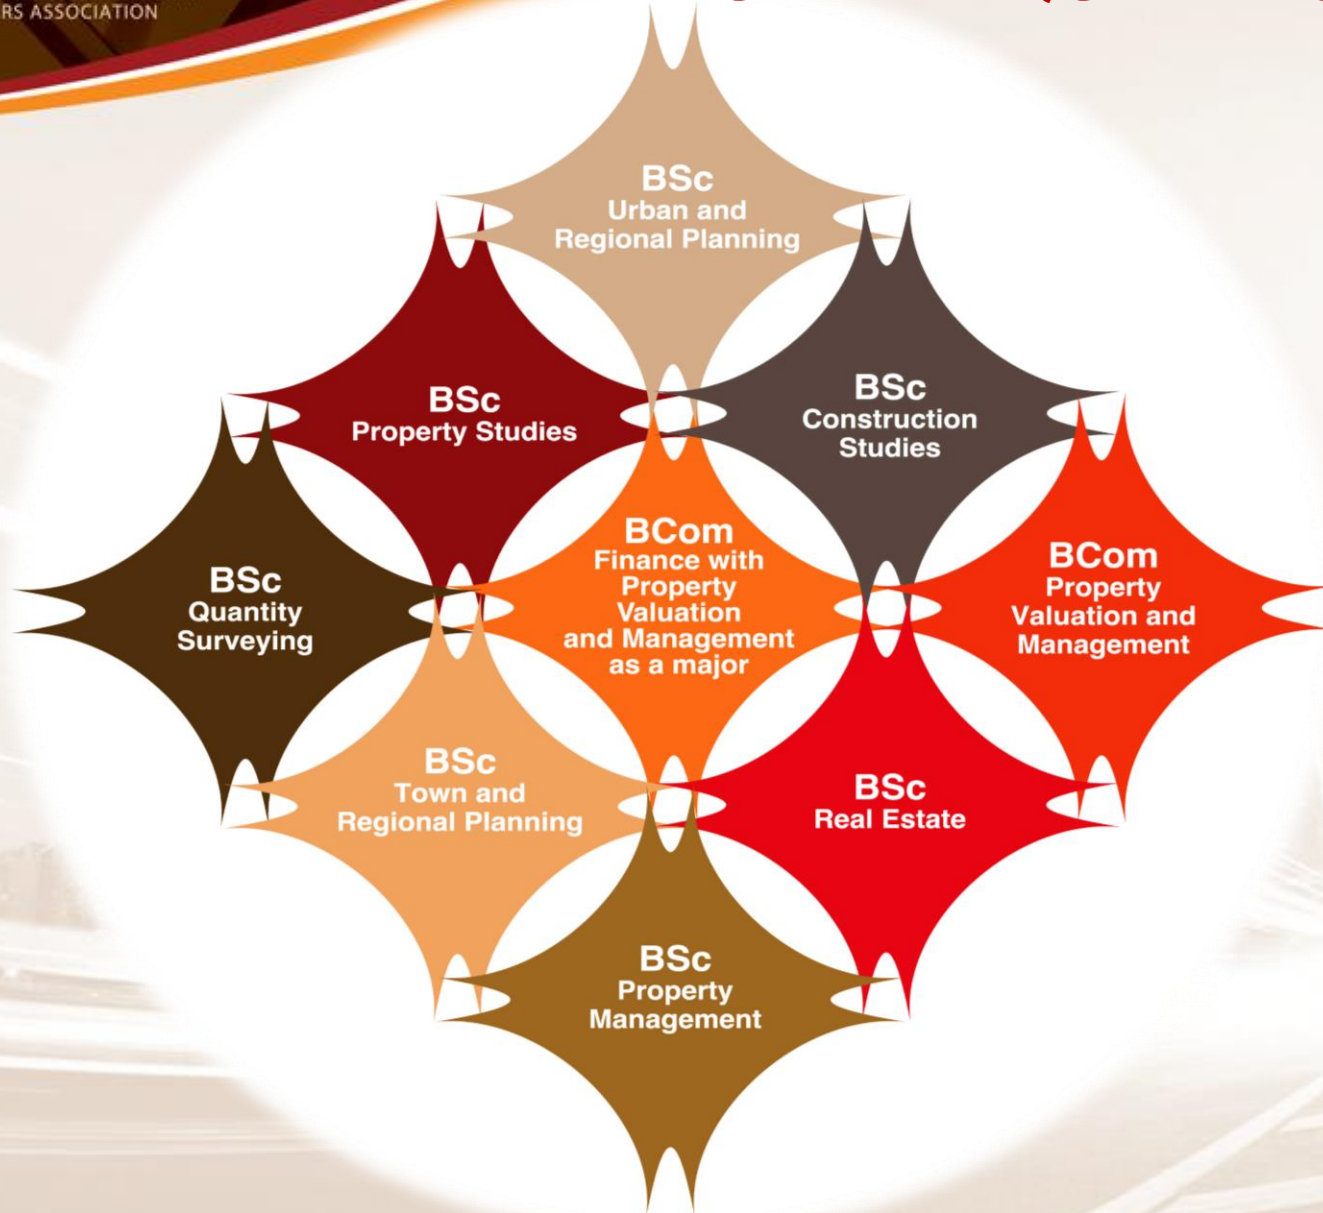 RS ASSOCIATION
BSc
Urban and
Regional Planning
BSc
Property Studies
BSc
Construction
Studies
BSc
Quantity
Surveying
BCom
Finance with
Property
Valuation
and Management
as a major
BCom
Property
Valuation and
Management
BSc
Town and
Regional Planning
BSc
Real Estate
BSc
Property
Management